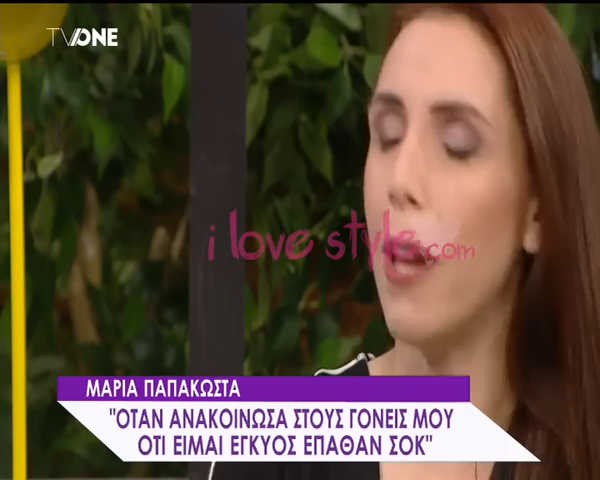 TVONE
i love style.com
ΜΑΡΙΑ ΠΑΠΑΚΩΣΤΑ
"ΟΤΑΝ ΑΝΑΚΟΙΝΩΣΑ ΣΤΟΥΣ ΓΟΝΕΙΣ ΜΟΥ
ΟΤΙ ΕΙΜΑΙ ΕΓΚΥΟΣ ΕΠΑΘΑΝ ΣΟΚ"